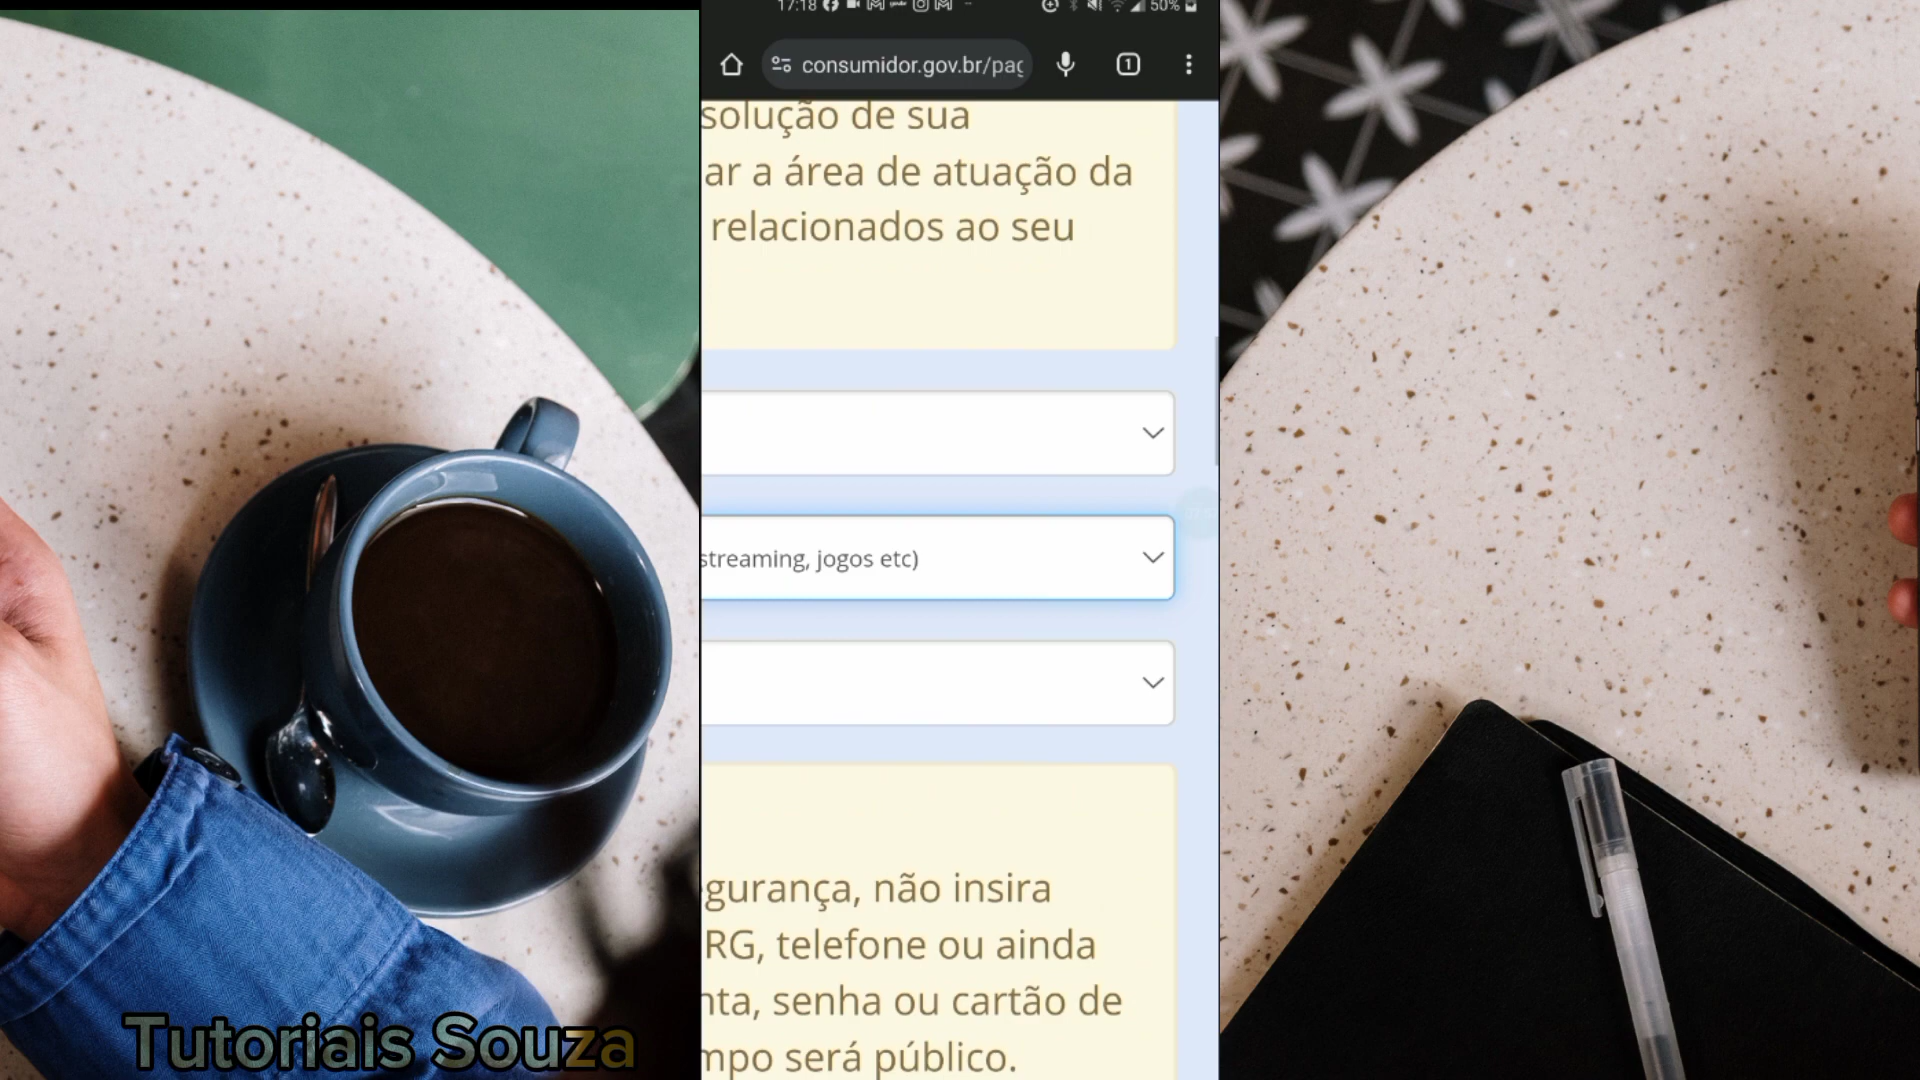 17:18
50%
consumidor.gov.br/pag
1
solução de sua
ar a área de atuação da
relacionados ao seu
streaming, jogos etc)
gurança, não insira
RG, telefone ou ainda
nta, senha ou cartão de
mpo será público.
Tutoriais Souza